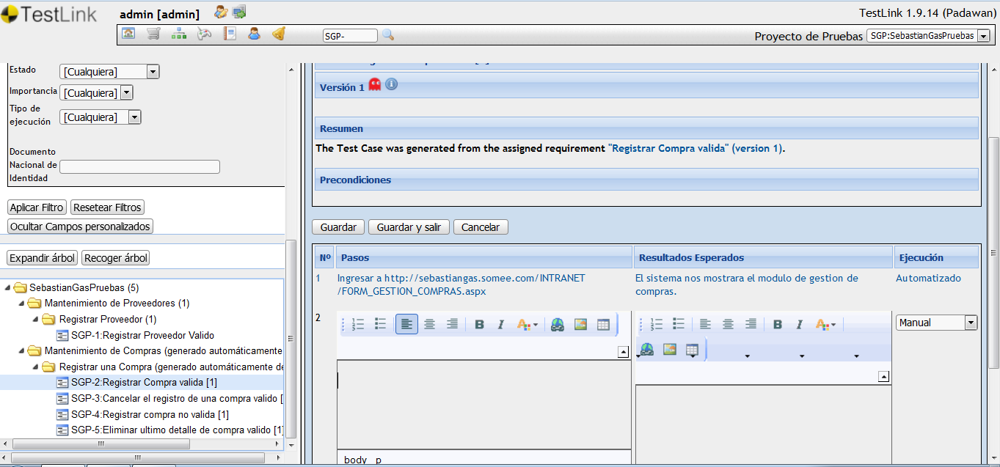 TestLink
admin [admin]
TestLink 1.9.14 (Padawan)
SGP-
Proyecto de Pruebas
SGP:SebastianGasPruebas
Estado
[Cualquiera]
Importancia
[Cualquiera]
Tipo de
ejecución
[Cualquiera]
Documento
Nacional de
Identidad
Aplicar Filtro
Resetear Filtros
Ocultar Campos personalizados
Expandir árbol
Recoger árbol
SebastianGasPruebas (5)
Mantenimiento de Proveedores (1)
Registrar Proveedor (1)
SGP-1:Registrar Proveedor Valido
Mantenimiento de Compras (generado automáticamente
Registrar una Compra (generado automáticamente de
SGP-2:Registrar Compra valida [1]
SGP-3:Cancelar el registro de una compra valido [
SGP-4:Registrar compra no valida [1]
SGP-5:Eliminar ultimo detalle de compra valido [1]
Versión 1
Resumen
The Test Case was generated from the assigned requirement "Registrar Compra valida" (version 1).
Precondiciones
Guardar
Guardar y salir
Cancelar
Nº
Pasos
Resultados Esperados
Ejecución
1
Ingresar a http://sebastiangas.somee.com/INTRANET
/FORM_GESTION_COMPRAS.aspx
El sistema nos mostrara el modulo de gestion de
compras.
Automatizado
2
B I A
B I A
Manual
body p